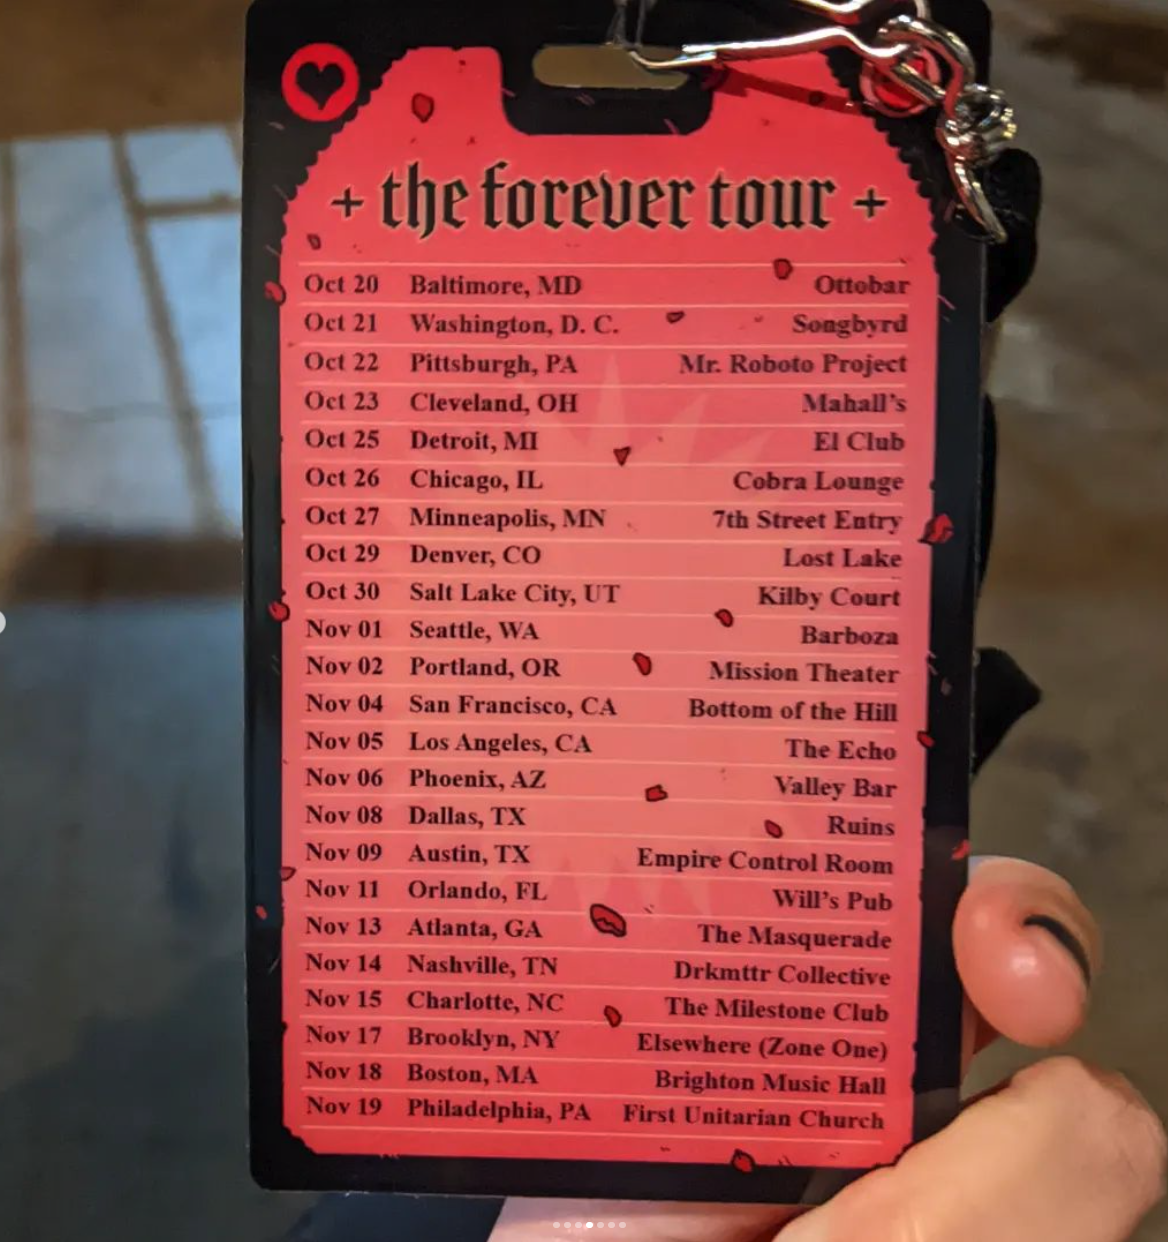 + the forever tour +
Oct 20 Baltimore, MD Ottobar
Oct 21 Washington, D. C. Songbyrd
Oct 22 Pittsburgh, PA Mr. Roboto Project
Oct 23 Cleveland, OH Mahall's
Oct 25 Detroit, MI El Club
Oct 26 Chicago, IL Cobra Lounge
Oct 27 Minneapolis, MN 7th Street Entry
Oct 29 Denver, CO Lost Lake
Oct 30 Salt Lake City, UT Kilby Court
Nov 01 Seattle, WA Barboza
Nov 02 Portland, OR Mission Theater
Nov 04 San Francisco, CA Bottom of the Hill
Nov 05 Los Angeles, CA The Echo
Nov 06 Phoenix, AZ Valley Bar
Nov 08 Dallas, TX Ruins
Nov 09 Austin, TX Empire Control Room
Nov 11 Orlando, FL Will's Pub
Nov 13 Atlanta, GA The Masquerade
Nov 14 Nashville, TN Drkmttr Collective
Nov 15 Charlotte, NC The Milestone Club
Nov 17 Brooklyn, NY Elsewhere (Zone One)
Nov 18 Boston, MA Brighton Music Hall
Nov 19 Philadelphia, PA First Unitarian Church